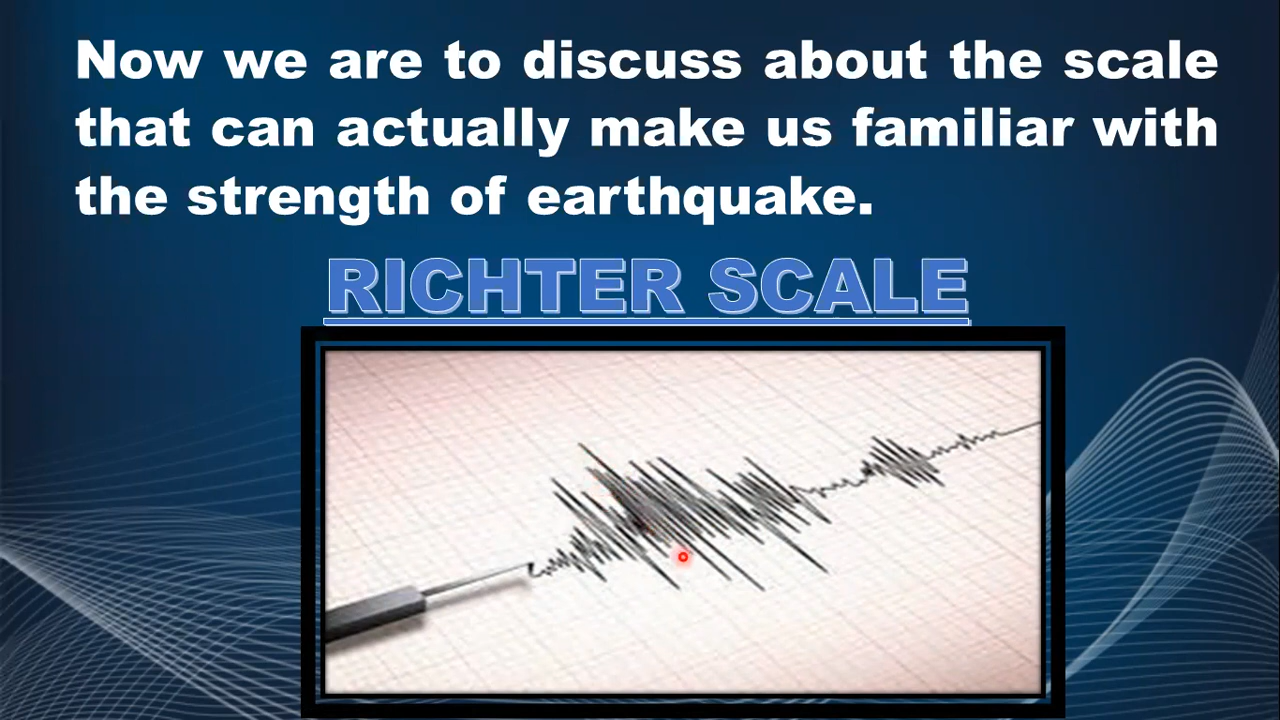 Now we are to discuss about the scale
that can actually make us familiar with
the strength of earthquake.
RICHTER SCALE